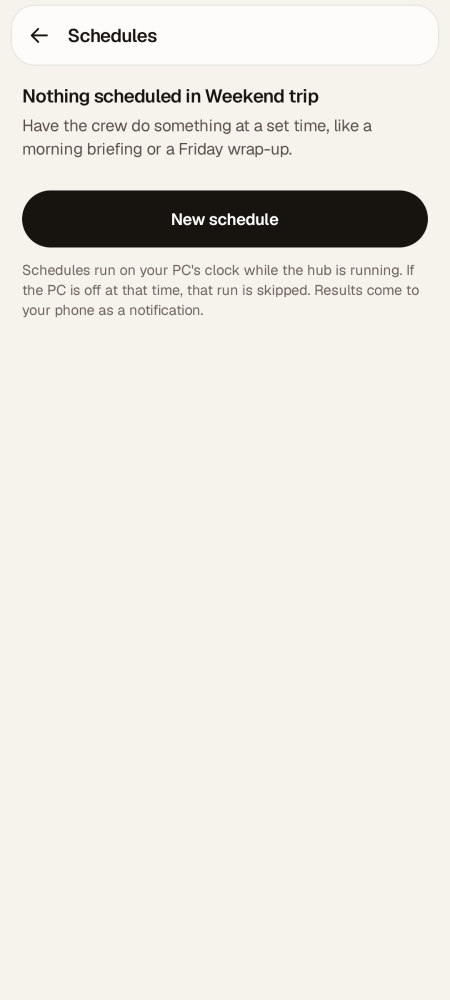 Schedules
Nothing scheduled in Weekend trip
Have the crew do something at a set time, like a
morning briefing or a Friday wrap-up.
New schedule
Schedules run on your PC's clock while the hub is running. If
the PC is off at that time, that run is skipped. Results come to
your phone as a notification.